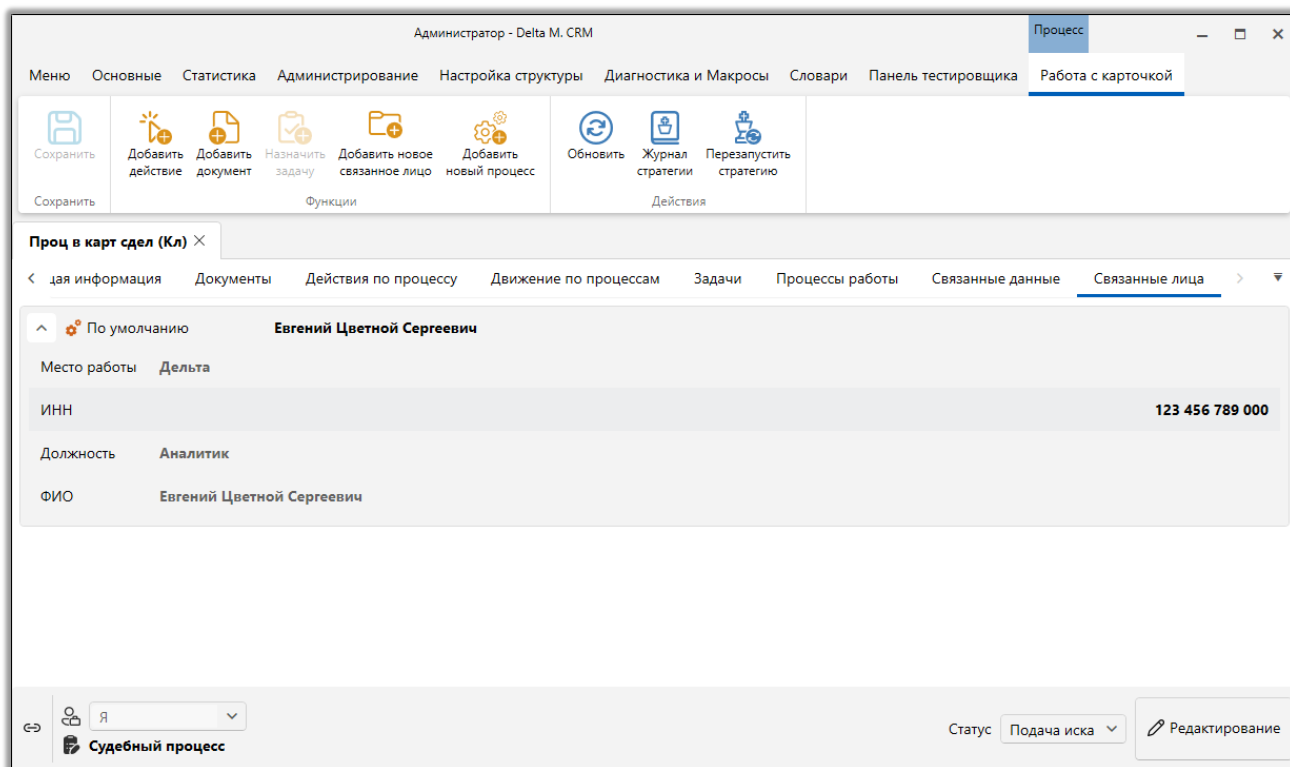 Администратор - Delta M. CRM
Процесс
Меню Основные Статистика Администрирование Настройка структуры Диагностика и Макросы Словари Панель тестировщика Работа с карточкой
Сохранить
Добавить действие
Добавить документ
Назначить задачу
Добавить новое связанное лицо
Добавить новый процесс
Обновить
Журнал стратегии
Перезапустить стратегию
Сохранить Функции Действия
Проц в карт сдел (Кл)
щая информация Документы Действия по процессу Движение по процессам Задачи Процессы работы Связанные данные Связанные лица
По умолчанию Евгений Цветной Сергеевич
Место работы Дельта
ИНН 123 456 789 000
Должность Аналитик
ФИО Евгений Цветной Сергеевич
Я
Судебный процесс
Статус Подача иска Редактирование